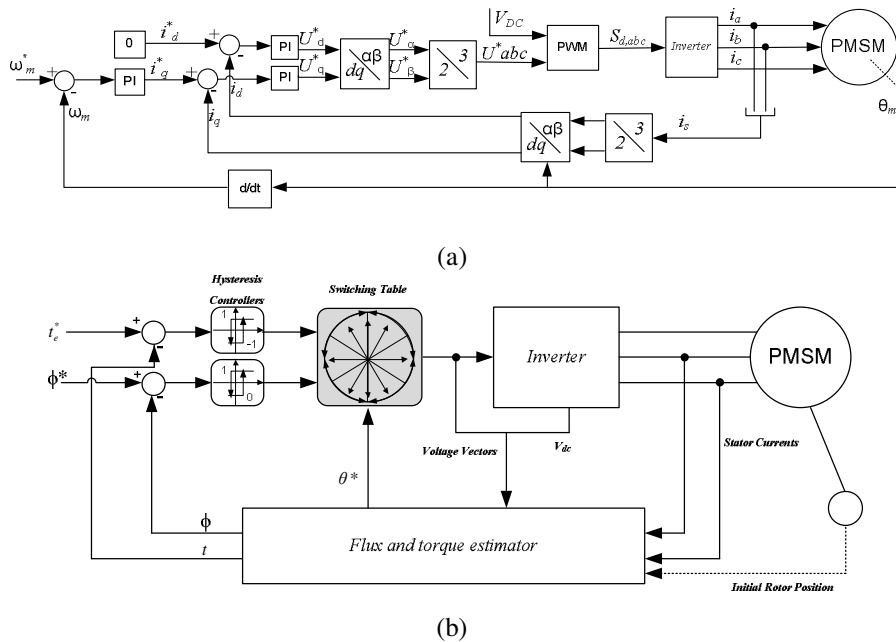 V_DC
0
i*_d
+
-
PI
U*_d
αβ
dq
U*_α
2
3
U*abc
PWM
S_d,abc
Inverter
i_a
i_b
i_c
PMSM
ω*_m
+
-
PI
i*_q
+
-
i_d
PI
U*_q
U*_β
θ_m
ω_m
i_q
αβ
dq
2
3
i_s
d/dt
(a)
Hysteresis
Controllers
Switching Table
t*_e
+
-
1
-1
Inverter
PMSM
ϕ*
+
-
1
0
Voltage Vectors
V_dc
Stator Currents
θ*
ϕ
t
Flux and torque estimator
Initial Rotor Position
(b)